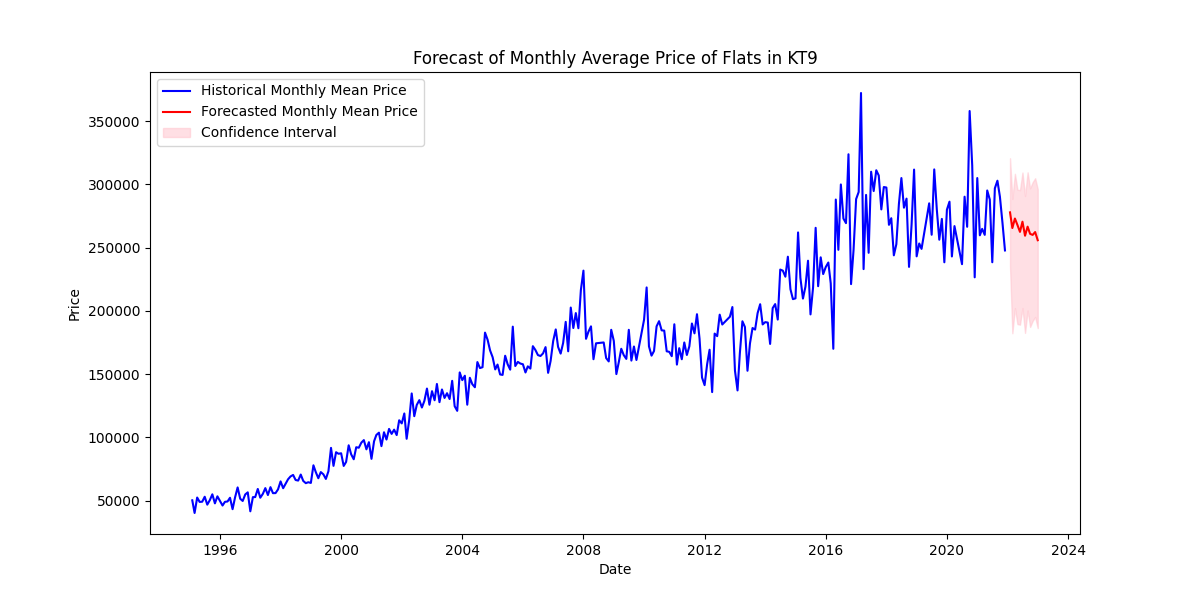 Forecast of Monthly Average Price of Flats in KT9
Historical Monthly Mean Price
Forecasted Monthly Mean Price
Confidence Interval
350000
300000
250000
200000
150000
100000
50000
Price
1996 2000 2004 2008 2012 2016 2020 2024
Date